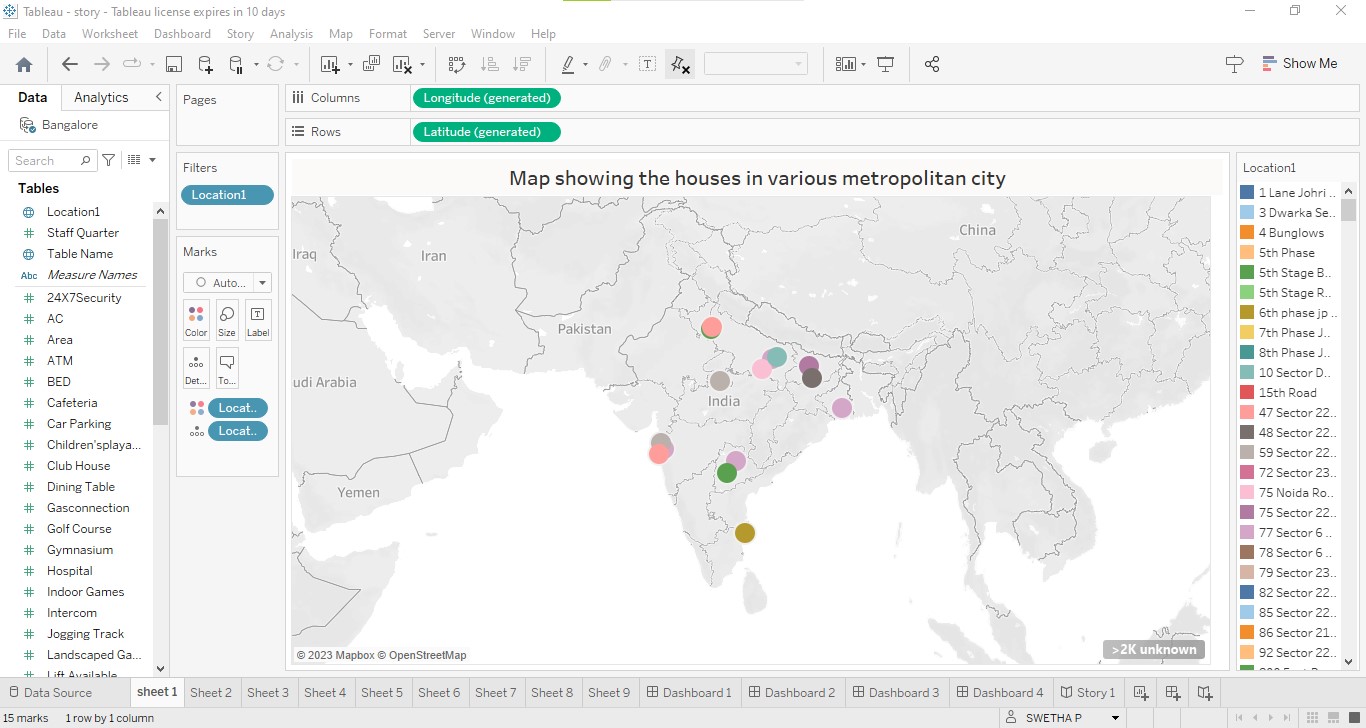 Tableau - story - Tableau license expires in 10 days
File Data Worksheet Dashboard Story Analysis Map Format Server Window Help
Show Me
Data Analytics
Bangalore
Search
Tables
Location1
Staff Quarter
Table Name
Abc Measure Names
24X7Security
AC
Area
ATM
BED
Cafeteria
Car Parking
Children'splaya...
Club House
Dining Table
Gasconnection
Golf Course
Gymnasium
Hospital
Indoor Games
Intercom
Jogging Track
Landscaped Ga...
Lift Available
Pages
Filters
Location1
Marks
Auto...
Color Size Label
Det... To...
Locat..
Locat..
Columns Longitude (generated)
Rows Latitude (generated)
Map showing the houses in various metropolitan city
China
Iraq
Iran
Pakistan
udi Arabia
India
Yemen
© 2023 Mapbox © OpenStreetMap
>2K unknown
Location1
1 Lane Johri ..
3 Dwarka Se..
4 Bunglows
5th Phase
5th Stage B..
5th Stage R..
6th phase jp ..
7th Phase J..
8th Phase J..
10 Sector D..
15th Road
47 Sector 22..
48 Sector 22..
59 Sector 22..
72 Sector 23..
75 Noida Ro..
75 Sector 22..
77 Sector 6 ..
78 Sector 6 ..
79 Sector 23..
82 Sector 22..
85 Sector 22..
86 Sector 21..
92 Sector 22..
Data Source sheet 1 Sheet 2 Sheet 3 Sheet 4 Sheet 5 Sheet 6 Sheet 7 Sheet 8 Sheet 9 Dashboard 1 Dashboard 2 Dashboard 3 Dashboard 4 Story 1
15 marks 1 row by 1 column SWETHA P